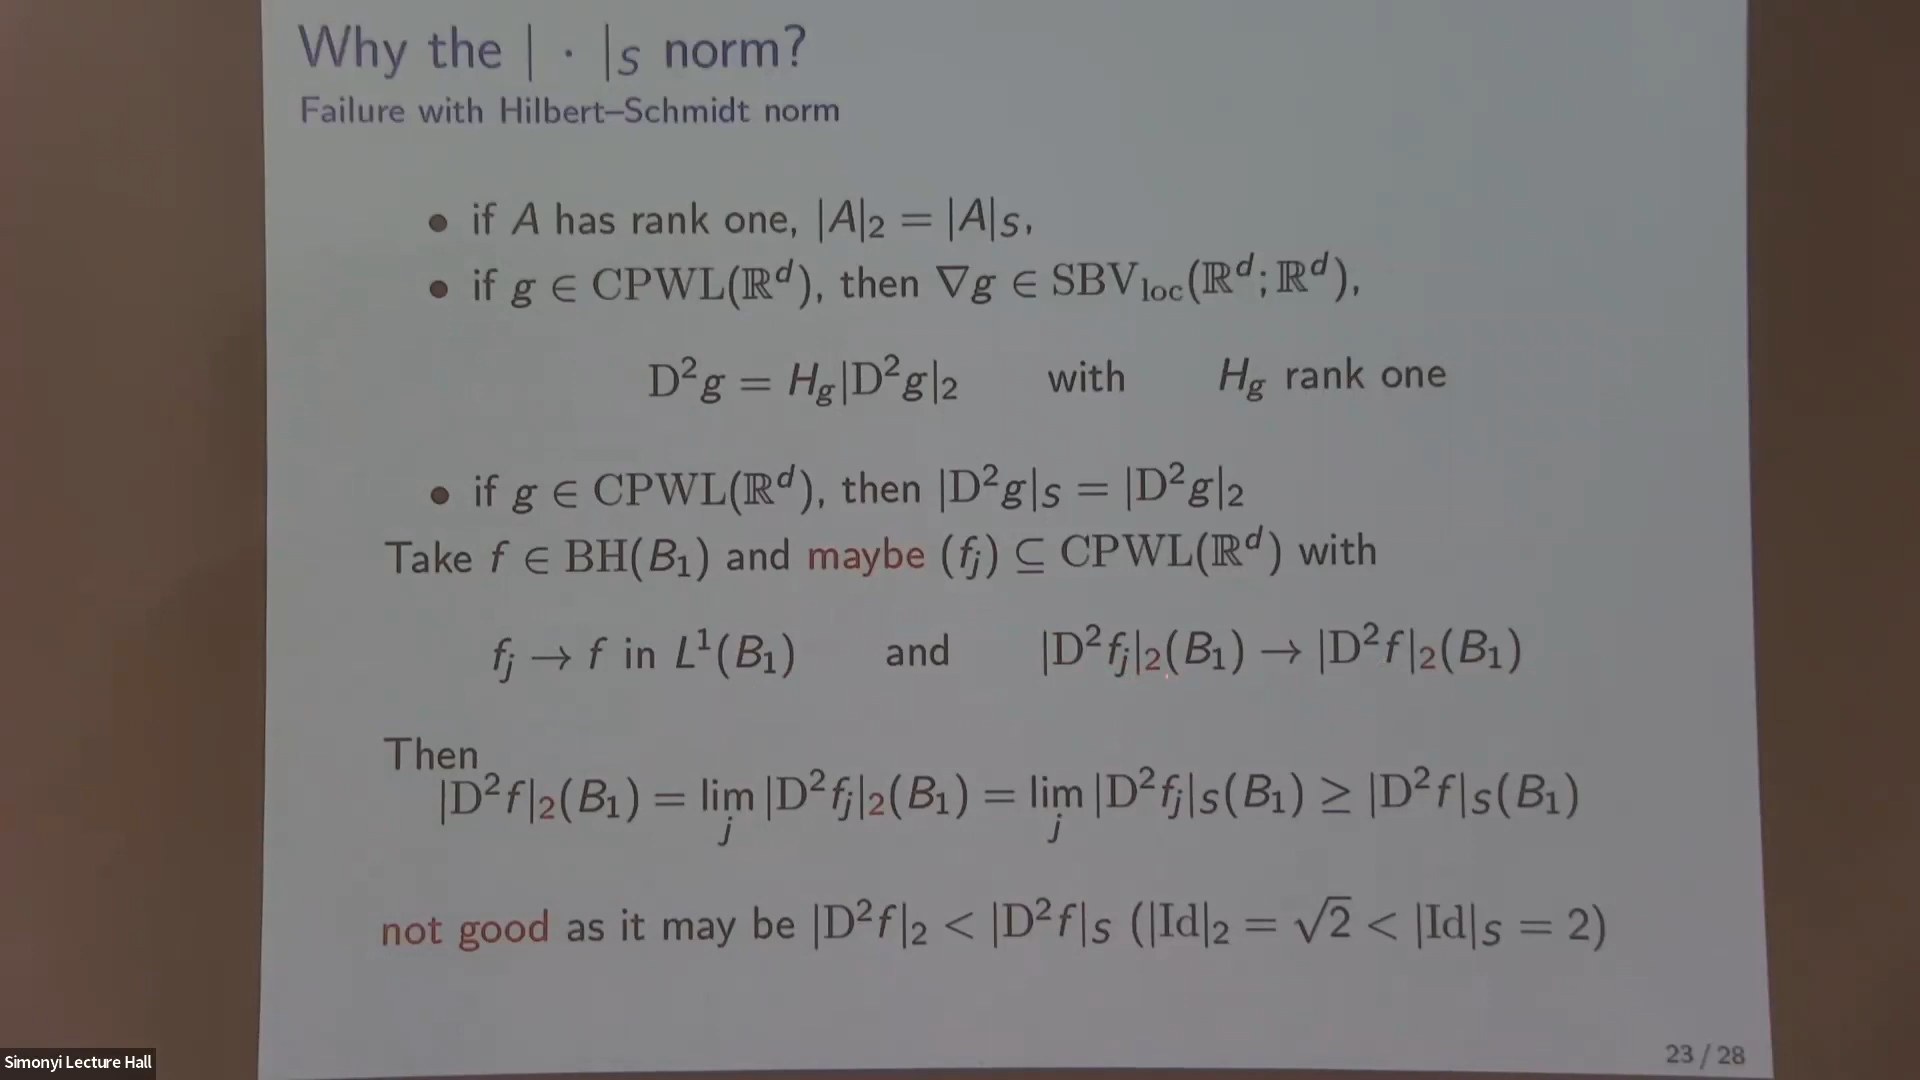 Why the | · |S norm?
Failure with Hilbert–Schmidt norm
• if A has rank one, |A|₂ = |A|S,
• if g ∈ CPWL(ℝᵈ), then ∇g ∈ SBVloc(ℝᵈ; ℝᵈ),
D²g = Hg|D²g|₂ with Hg rank one
• if g ∈ CPWL(ℝᵈ), then |D²g|S = |D²g|₂
Take f ∈ BH(B₁) and maybe (fⱼ) ⊆ CPWL(ℝᵈ) with
fⱼ → f in L¹(B₁) and |D²fⱼ|₂(B₁) → |D²f|₂(B₁)
Then
|D²f|₂(B₁) = limⱼ |D²fⱼ|₂(B₁) = limⱼ |D²fⱼ|S(B₁) ≥ |D²f|S(B₁)
not good as it may be |D²f|₂ < |D²f|S (|Id|₂ = √2 < |Id|S = 2)
23 / 28
Simonyi Lecture Hall